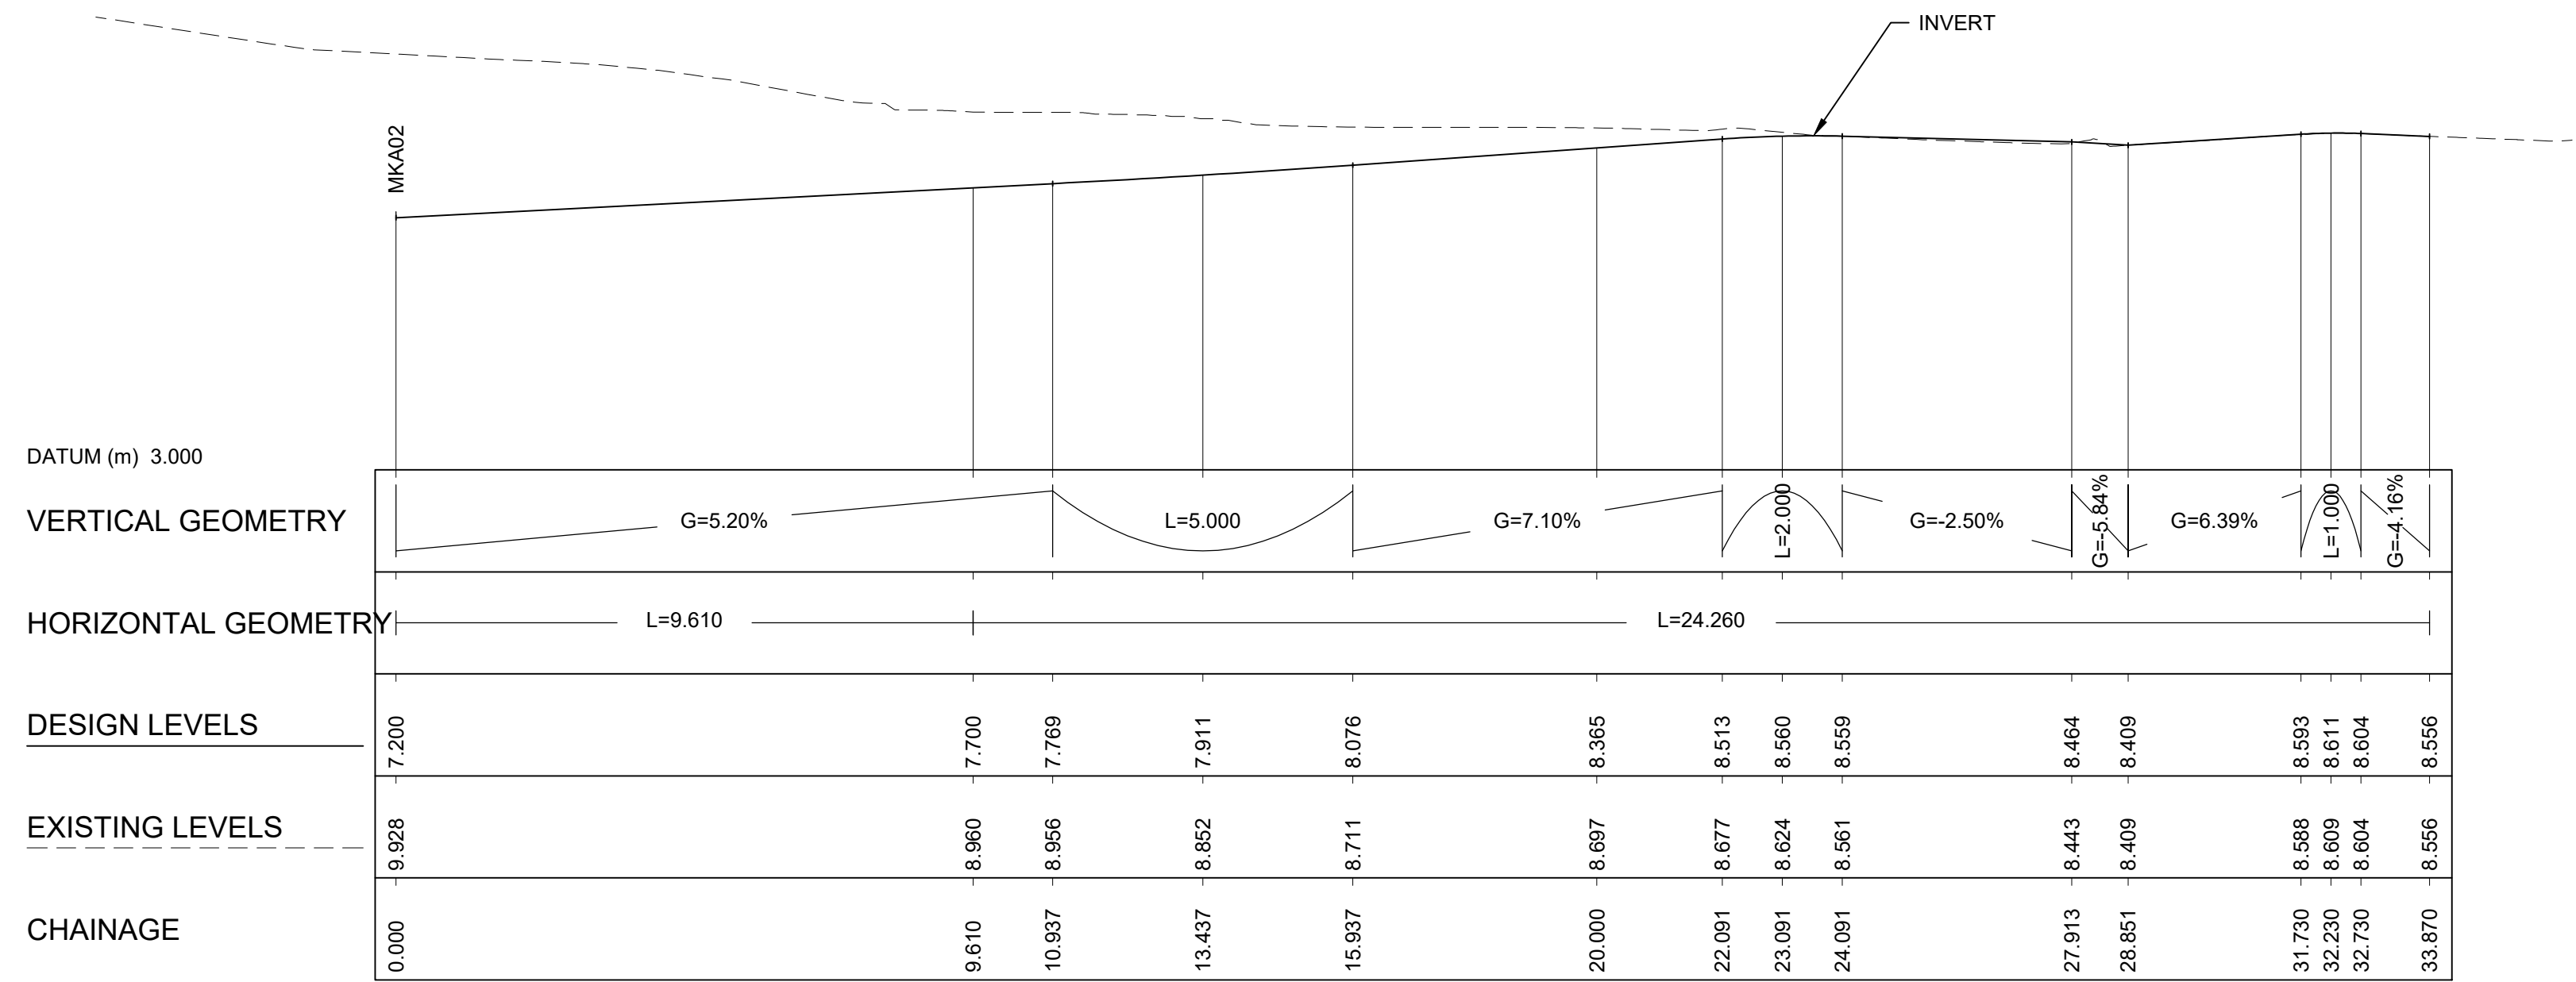 INVERT
MKA02
DATUM (m) 3.000
VERTICAL GEOMETRY
G=5.20%
L=5.000
G=7.10%
L=2.000
G=-2.50%
G=-5.84%
G=6.39%
L=1.000
G=-4.16%
HORIZONTAL GEOMETRY
L=9.610
L=24.260
DESIGN LEVELS
7.200
7.700
7.769
7.911
8.076
8.365
8.513
8.560
8.559
8.464
8.409
8.593
8.611
8.604
8.556
EXISTING LEVELS
9.928
8.960
8.956
8.852
8.711
8.697
8.677
8.624
8.561
8.443
8.409
8.588
8.609
8.604
8.556
CHAINAGE
0.000
9.610
10.937
13.437
15.937
20.000
22.091
23.091
24.091
27.913
28.851
31.730
32.230
32.730
33.870